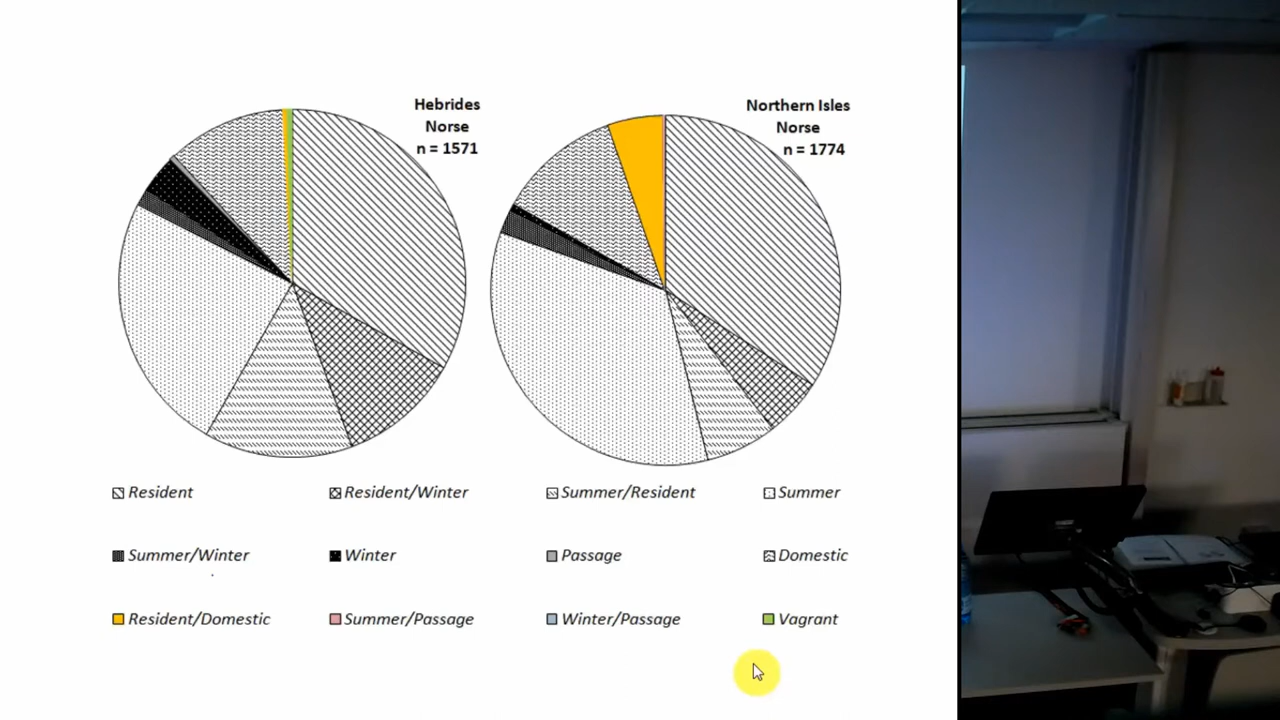 Hebrides
Norse
n = 1571
Northern Isles
Norse
n = 1774
Resident
Resident/Winter
Summer/Resident
Summer
Summer/Winter
Winter
Passage
Domestic
Resident/Domestic
Summer/Passage
Winter/Passage
Vagrant